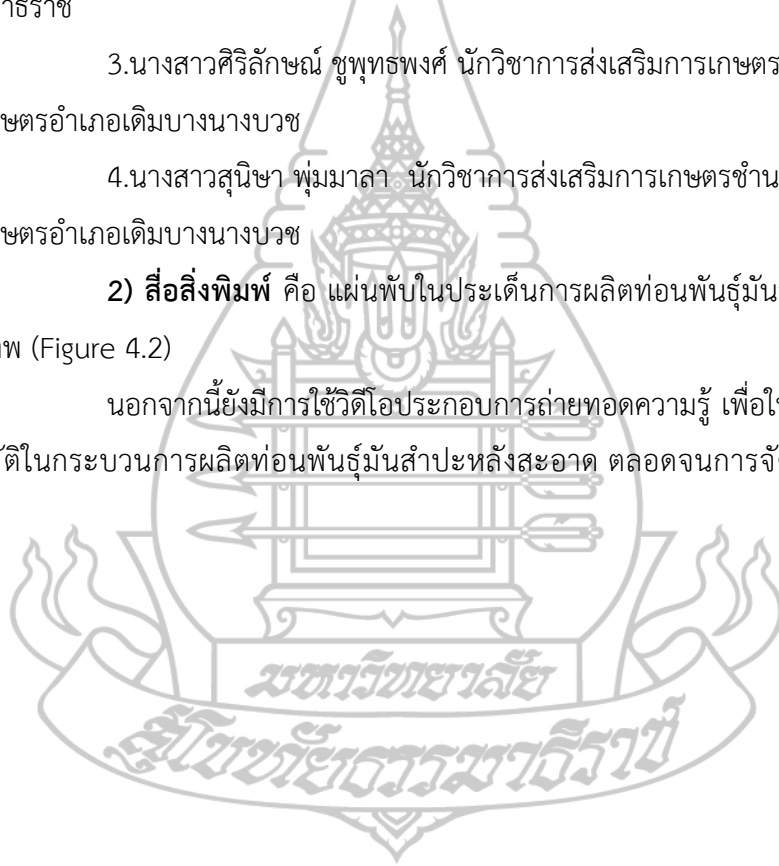 าธิราช
3.นางสาวศิริลักษณ์ ชูพุทธพงศ์ นักวิชาการส่งเสริมการเกษตร
กษตรอำเภอเดิมบางนางบวช
4.นางสาวสุนิษา พุ่มมาลา นักวิชาการส่งเสริมการเกษตรชำน
กษตรอำเภอเดิมบางนางบวช
2) สื่อสิ่งพิมพ์ คือ แผ่นพับในประเด็นการผลิตท่อนพันธุ์มัน
าพ (Figure 4.2)
นอกจากนี้ยังมีการใช้วิดีโอประกอบการถ่ายทอดความรู้ เพื่อให
ัติในกระบวนการผลิตท่อนพันธุ์มันสำปะหลังสะอาด ตลอดจนการจั
มหาวิทยาลัย
สุโขทัยธรรมาธิราช